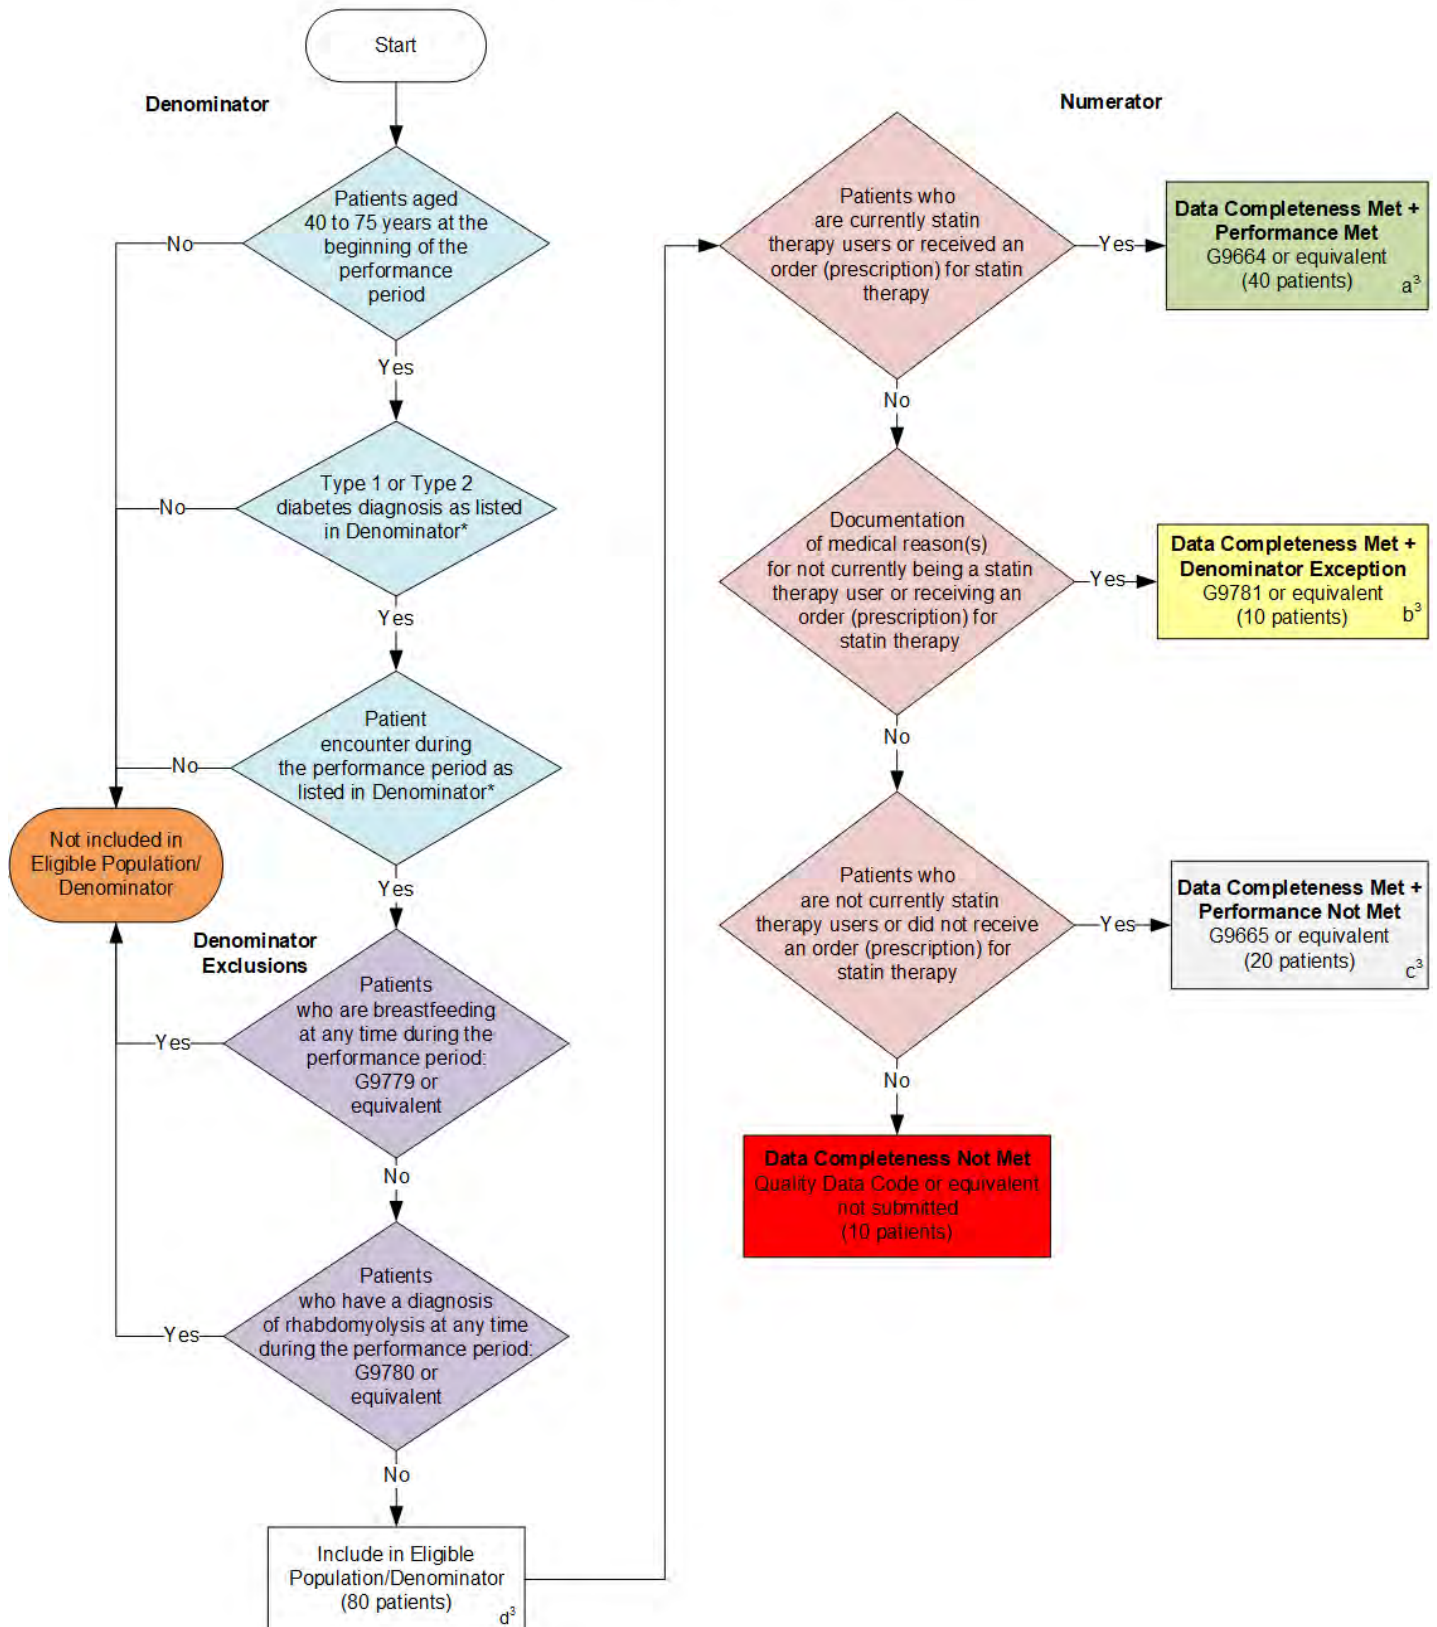 Start
Denominator
Patients aged
40 to 75 years at the
beginning of the
performance
period
No
Yes
Type 1 or Type 2
diabetes diagnosis as listed
in Denominator*
No
Yes
Patient
encounter during
the performance period as
listed in Denominator*
No
Yes
Not included in
Eligible Population/
Denominator
Denominator
Exclusions
Patients
who are breastfeeding
at any time during the
performance period:
G9779 or
equivalent
Yes
No
Patients
who have a diagnosis
of rhabdomyolysis at any time
during the performance period:
G9780 or
equivalent
Yes
No
Include in Eligible
Population/Denominator
(80 patients)
d³
Numerator
Patients who
are currently statin
therapy users or received an
order (prescription) for statin
therapy
Yes
Data Completeness Met +
Performance Met
G9664 or equivalent
(40 patients)
a³
No
Documentation
of medical reason(s)
for not currently being a statin
therapy user or receiving an
order (prescription) for
statin therapy
Yes
Data Completeness Met +
Denominator Exception
G9781 or equivalent
(10 patients)
b³
No
Patients who
are not currently statin
therapy users or did not receive
an order (prescription) for
statin therapy
Yes
Data Completeness Met +
Performance Not Met
G9665 or equivalent
(20 patients)
c³
No
Data Completeness Not Met
Quality Data Code or equivalent
not submitted
(10 patients)